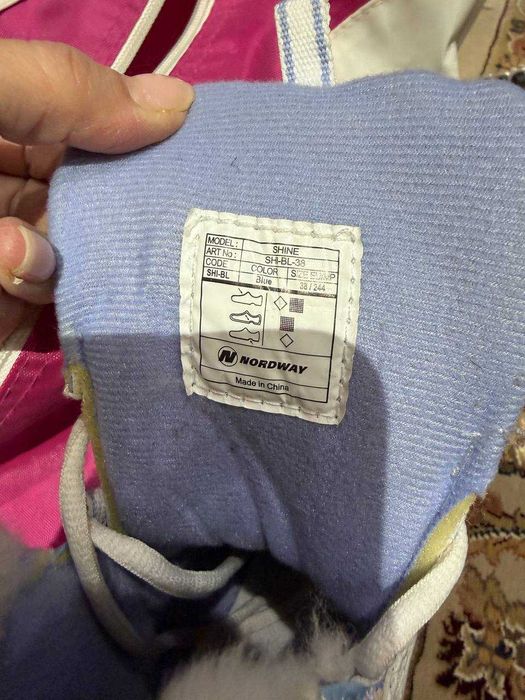 MODEL: SHINE
ART No: SHI-BL-38
CODE COLOR SIZE EUR/MP
SHI-BL Blue 38 / 244
NORDWAY
Made in China